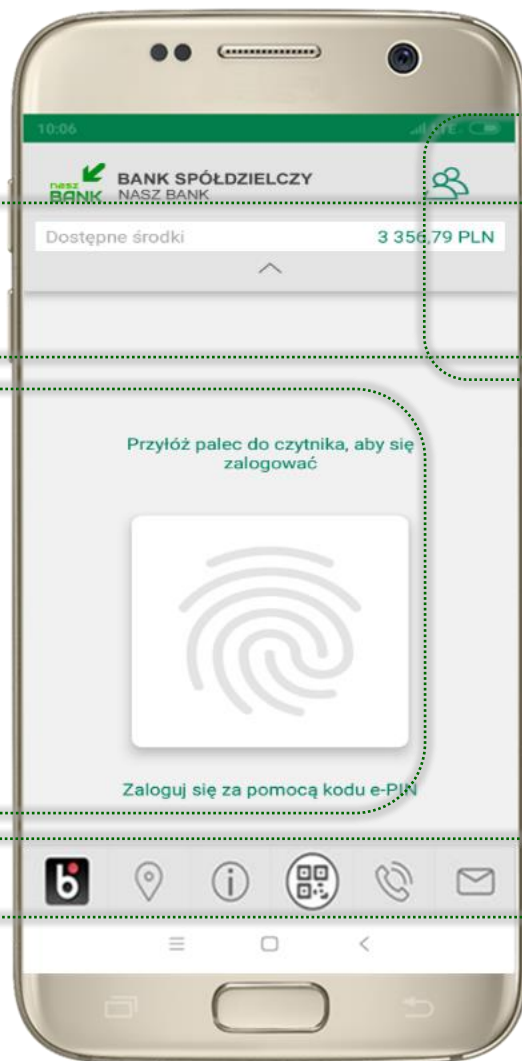 10:06
LTE
nasz
BANK
BANK SPÓŁDZIELCZY
NASZ BANK
Dostępne środki 3 356,79 PLN
Przyłóż palec do czytnika, aby się
zalogować
Zaloguj się za pomocą kodu e-PIN